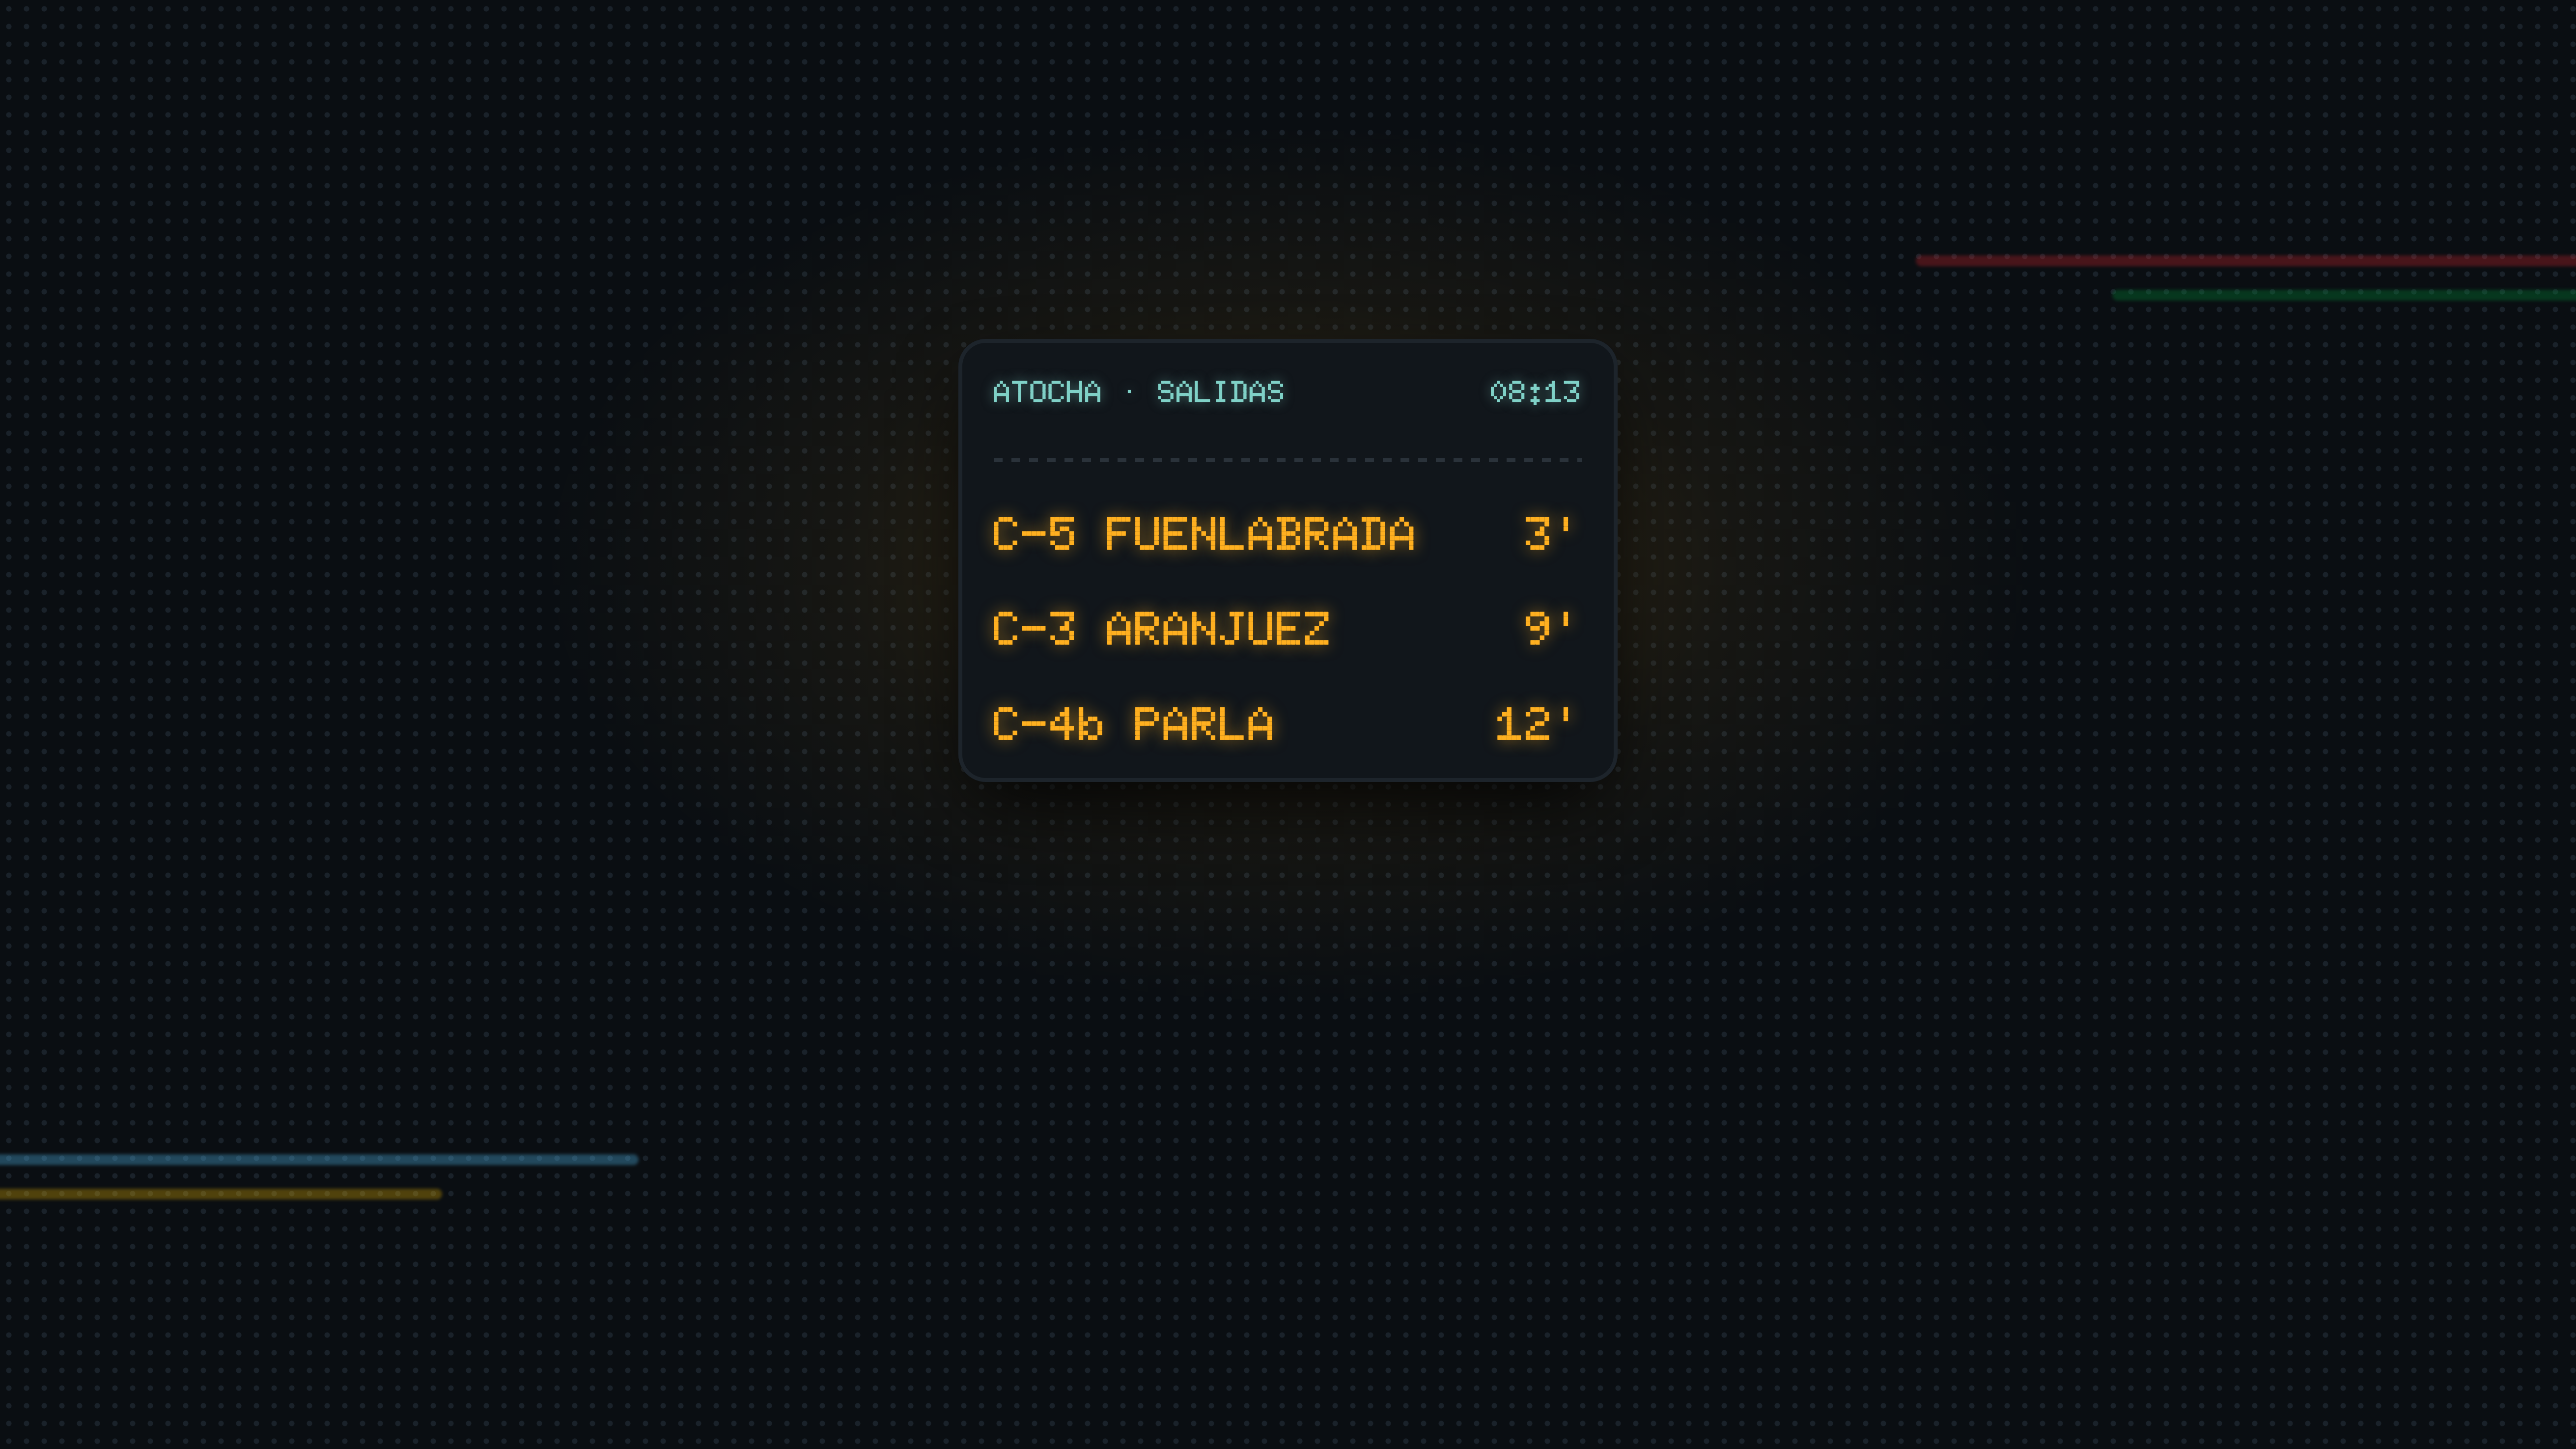 ATOCHA · SALIDAS 08:13
C-5 FUENLABRADA 3'
C-3 ARANJUEZ 9'
C-4b PARLA 12'